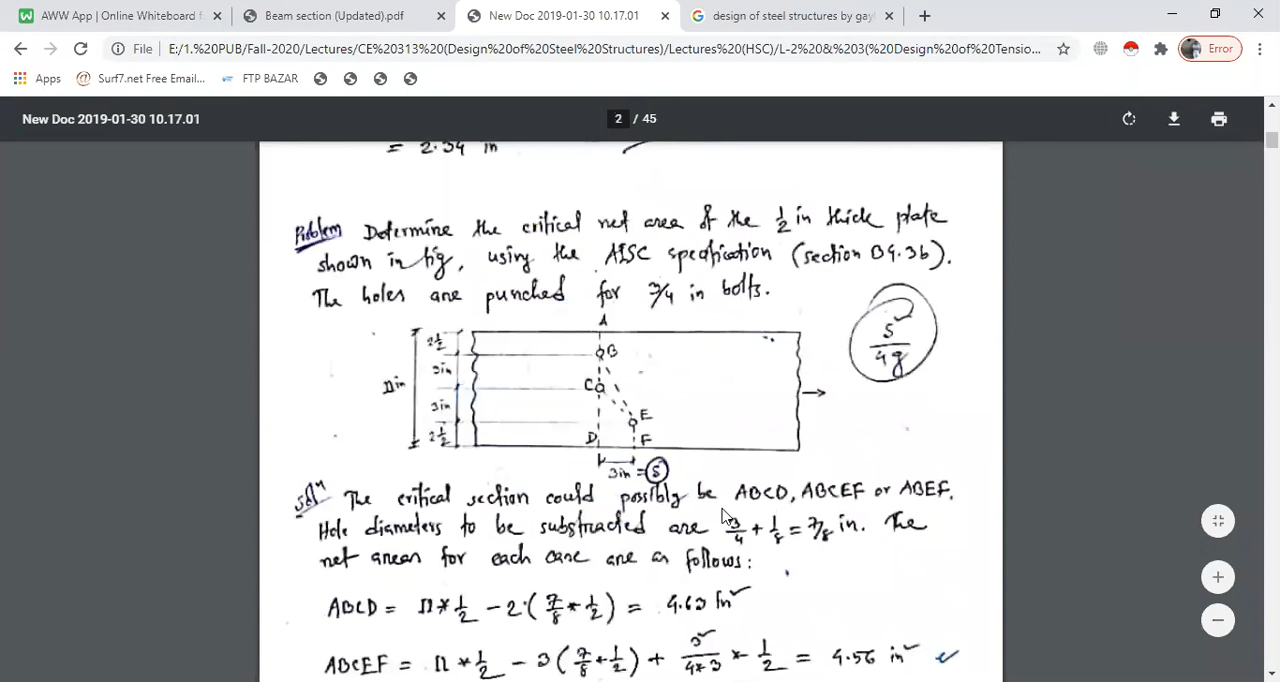 AWW App | Online Whiteboard f
Beam section (Updated).pdf
New Doc 2019-01-30 10.17.01
design of steel structures by gayl
File
E:/1.%20PUB/Fall-2020/Lectures/CE%20313%20(Design%20of%20Steel%20Structures)/Lectures%20(HSC)/L-2%20&%203(%20Design%20of%20Tensio...
Error
Apps
Surf7.net Free Email...
FTP BAZAR
New Doc 2019-01-30 10.17.01
2 / 45
= 2.34 in
Problem Determine the critical net area of the 1/2 in thick plate
shown in fig, using the AISC specification (section B4.3b).
The holes are punched for 3/4 in bolts.
A
2 1/2
B
3in
11 in
C
3in
E
2 1/2
D
F
3in = S
s²/4g
Solⁿ The critical section could possibly be ABCD, ABCEF or ABEF.
Hole diameters to be substracted are 3/4 + 1/8 = 7/8 in. The
net areas for each case are as follows:
ABCD = 11 * 1/2 - 2 (7/8 * 1/2) = 4.63 in²
ABCEF = 11 * 1/2 - 3 (7/8 * 1/2) + 3²/4*3 * 1/2 = 4.56 in²